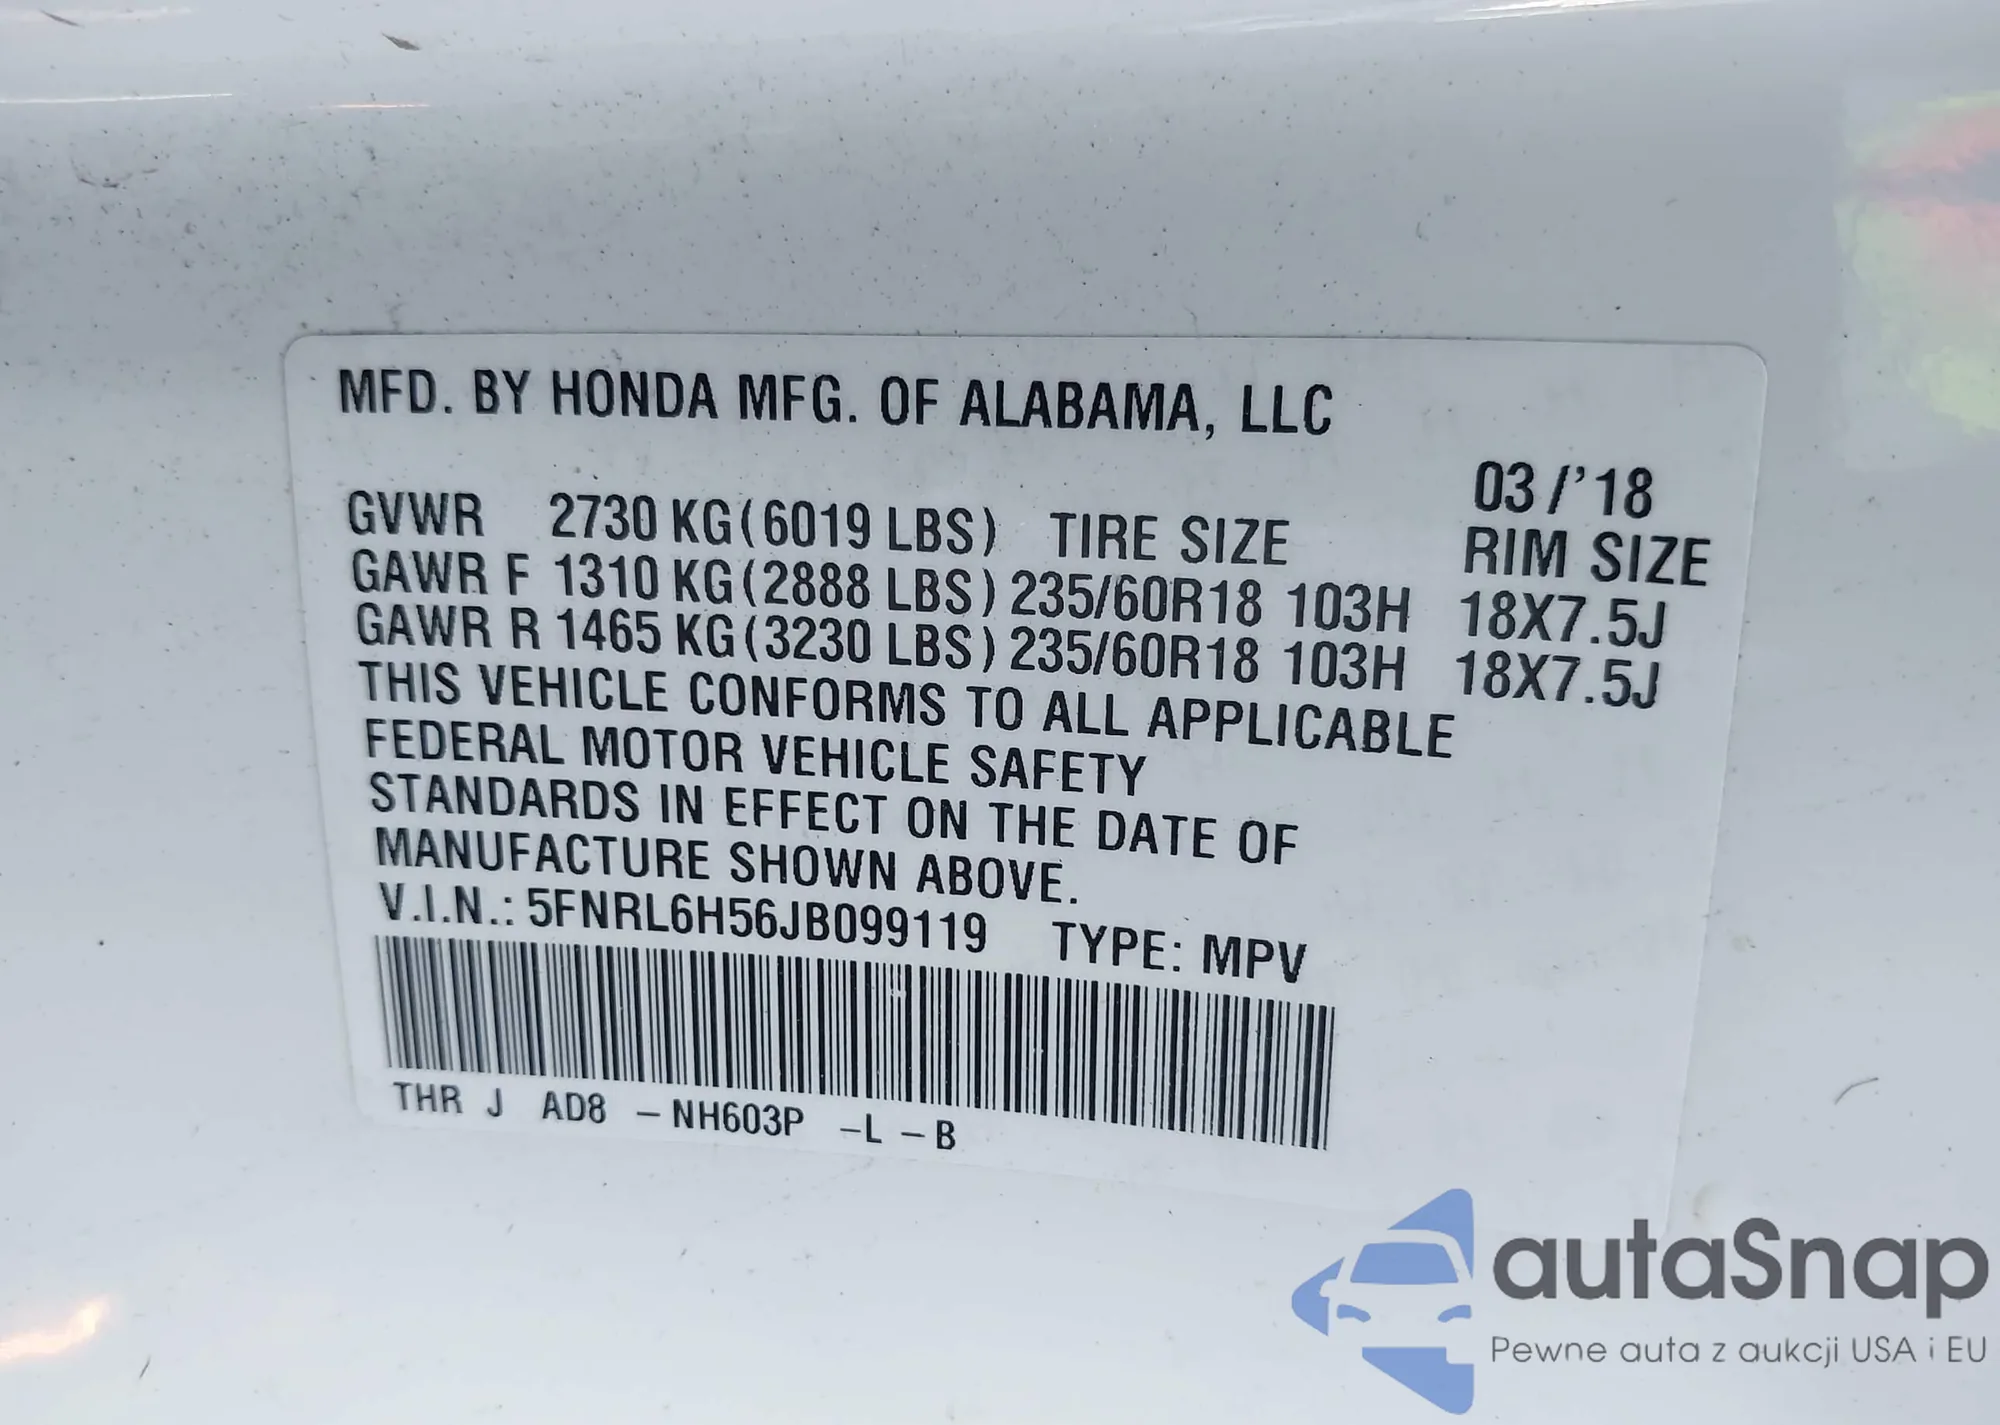 MFD. BY HONDA MFG. OF ALABAMA, LLC
03/'18
GVWR 2730 KG(6019 LBS) TIRE SIZE RIM SIZE
GAWR F 1310 KG(2888 LBS) 235/60R18 103H 18X7.5J
GAWR R 1465 KG(3230 LBS) 235/60R18 103H 18X7.5J
THIS VEHICLE CONFORMS TO ALL APPLICABLE
FEDERAL MOTOR VEHICLE SAFETY
STANDARDS IN EFFECT ON THE DATE OF
MANUFACTURE SHOWN ABOVE.
V.I.N.: 5FNRL6H56JB099119 TYPE: MPV
THR J AD8 –NH603P –L –B
autaSnap
Pewne auta z aukcji USA i EU